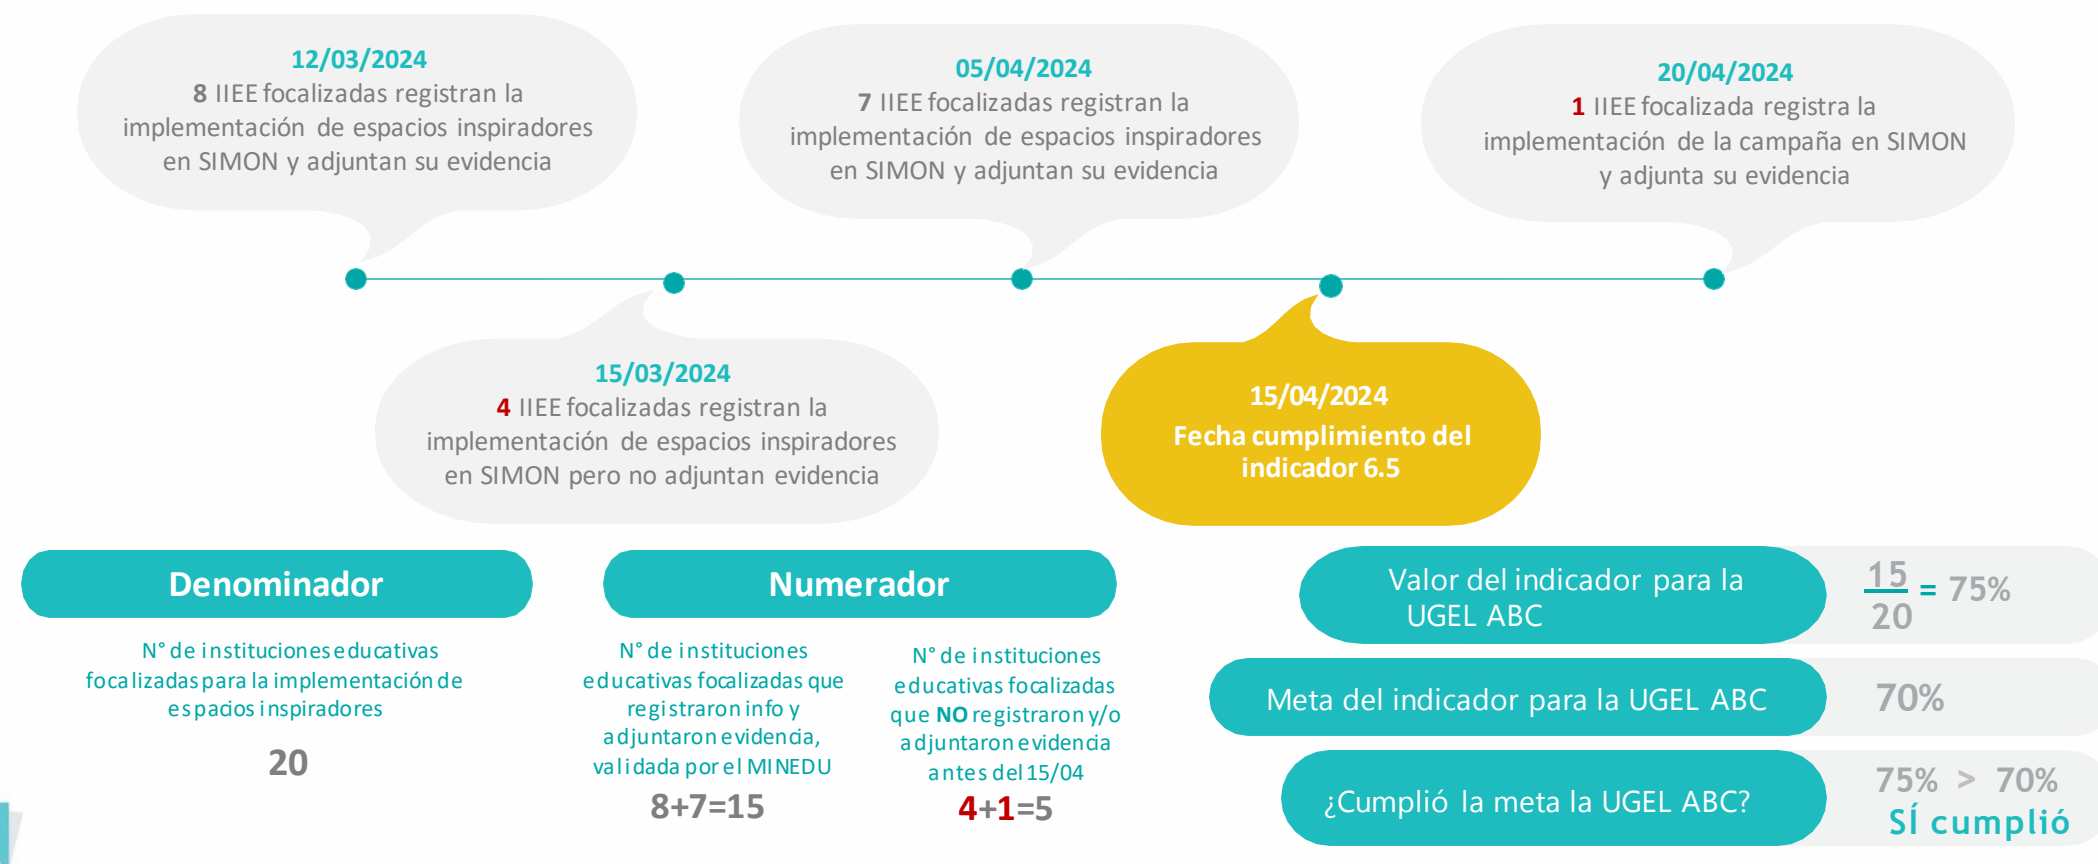 12/03/2024
8 IIEE focalizadas registran la
implementación de espacios inspiradores
en SIMON y adjuntan su evidencia
05/04/2024
7 IIEE focalizadas registran la
implementación de espacios inspiradores
en SIMON y adjuntan su evidencia
20/04/2024
1 IIEE focalizada registra la
implementación de la campaña en SIMON
y adjunta su evidencia
15/03/2024
4 IIEE focalizadas registran la
implementación de espacios inspiradores
en SIMON pero no adjuntan evidencia
15/04/2024
Fecha cumplimiento del
indicador 6.5
Denominador
N° de instituciones educativas
focalizadas para la implementación de
espacios inspiradores
20
Numerador
N° de instituciones
educativas focalizadas que
registraron info y
adjuntaron evidencia,
validada por el MINEDU
8+7=15
N° de instituciones
educativas focalizadas
que NO registraron y/o
adjuntaron evidencia
antes del 15/04
4+1=5
Valor del indicador para la
UGEL ABC
15
20
= 75%
Meta del indicador para la UGEL ABC
70%
¿Cumplió la meta la UGEL ABC?
75% > 70%
SÍ cumplió